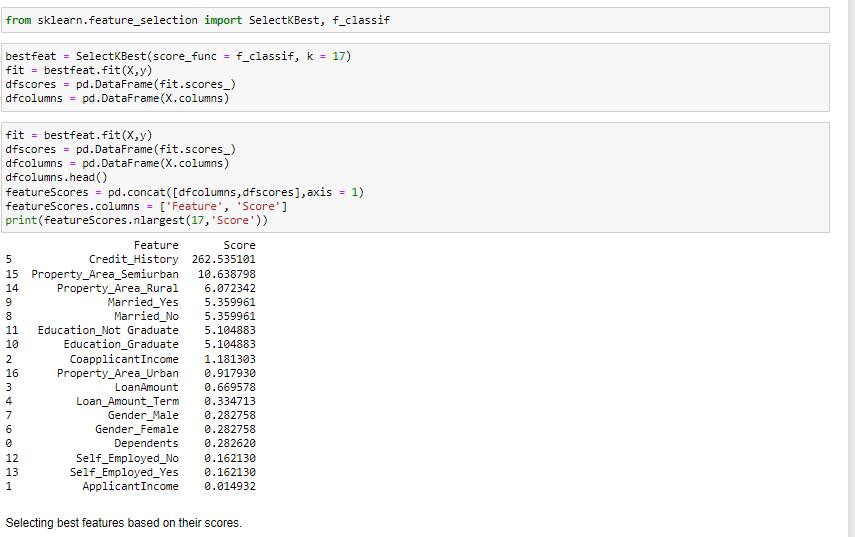 from sklearn.feature_selection import SelectKBest, f_classif
bestfeat = SelectKBest(score_func = f_classif, k = 17)
fit = bestfeat.fit(X,y)
dfscores = pd.DataFrame(fit.scores_)
dfcolumns = pd.DataFrame(X.columns)
fit = bestfeat.fit(X,y)
dfscores = pd.DataFrame(fit.scores_)
dfcolumns = pd.DataFrame(X.columns)
dfcolumns.head()
featureScores = pd.concat([dfcolumns,dfscores],axis = 1)
featureScores.columns = ['Feature', 'Score']
print(featureScores.nlargest(17,'Score'))
Feature Score
5 Credit_History 262.535101
15 Property_Area_Semiurban 10.638798
14 Property_Area_Rural 6.072342
9 Married_Yes 5.359961
8 Married_No 5.359961
11 Education_Not Graduate 5.104883
10 Education_Graduate 5.104883
2 CoapplicantIncome 1.181303
16 Property_Area_Urban 0.917930
3 LoanAmount 0.669578
4 Loan_Amount_Term 0.334713
7 Gender_Male 0.282758
6 Gender_Female 0.282758
0 Dependents 0.282620
12 Self_Employed_No 0.162130
13 Self_Employed_Yes 0.162130
1 ApplicantIncome 0.014932
Selecting best features based on their scores.